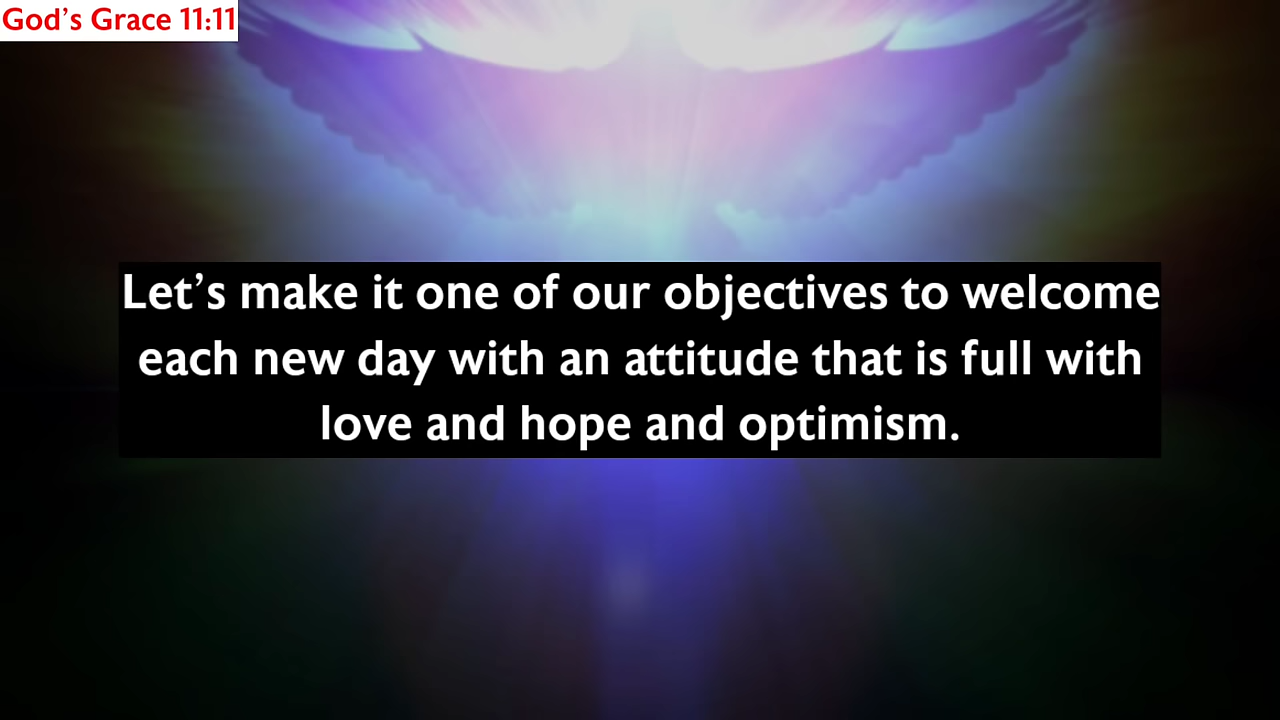 God’s Grace 11:11
Let’s make it one of our objectives to welcome
each new day with an attitude that is full with
love and hope and optimism.